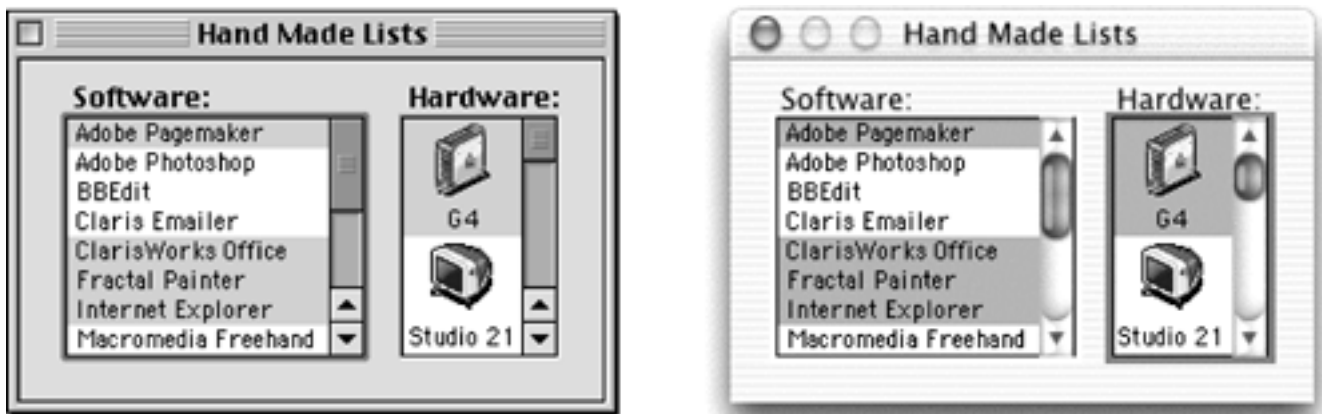 Hand Made Lists
Software:
Adobe Pagemaker
Adobe Photoshop
BBEdit
Claris Emailer
ClarisWorks Office
Fractal Painter
Internet Explorer
Macromedia Freehand
Hardware:
G4
Studio 21
Hand Made Lists
Software:
Adobe Pagemaker
Adobe Photoshop
BBEdit
Claris Emailer
ClarisWorks Office
Fractal Painter
Internet Explorer
Macromedia Freehand
Hardware:
G4
Studio 21